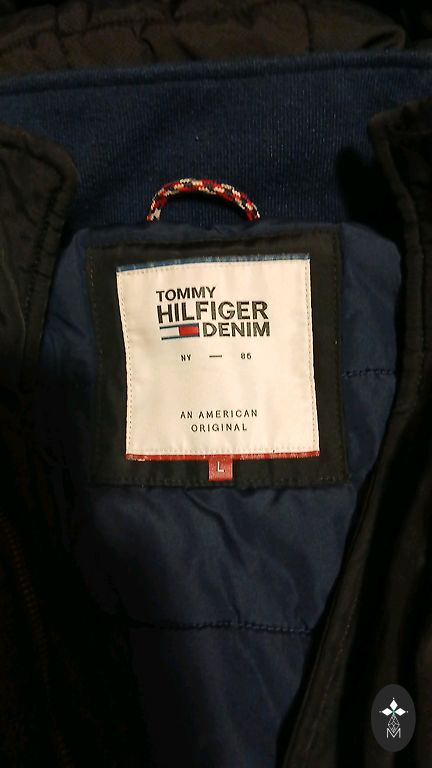 TOMMY
HILFIGER
DENIM
NY — 85
AN AMERICAN
ORIGINAL
L
M